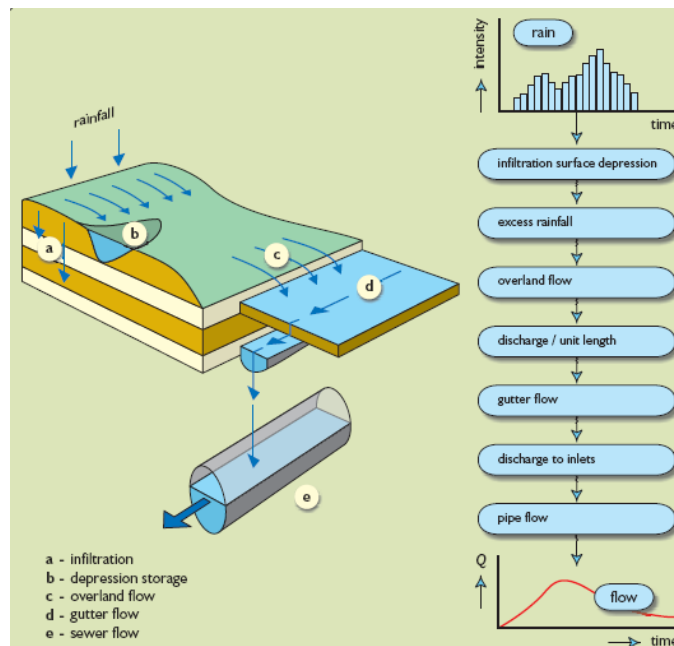 rainfall
a
b
c
d
e
a - infiltration
b - depression storage
c - overland flow
d - gutter flow
e - sewer flow
intensity
rain
time
infiltration surface depression
excess rainfall
overland flow
discharge / unit length
gutter flow
discharge to inlets
pipe flow
Q
flow
time